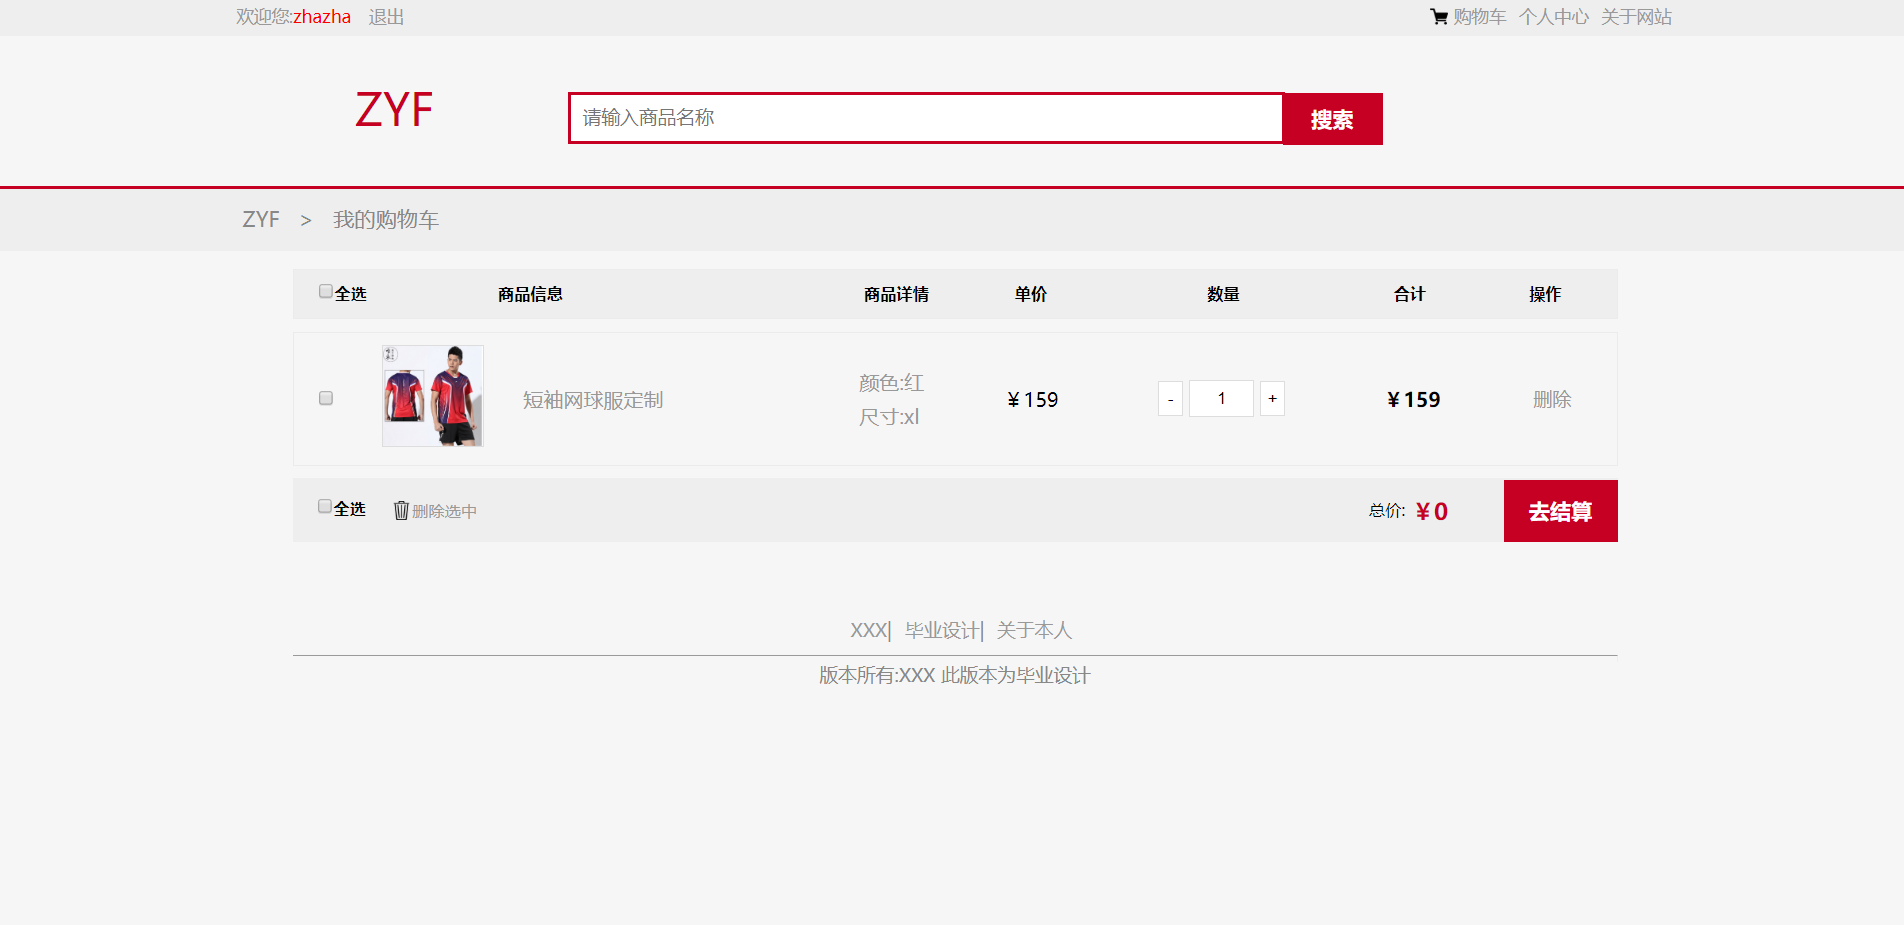 欢迎您:zhazha 退出 购物车 个人中心 关于网站
ZYF 请输入商品名称 搜索
ZYF > 我的购物车
全选 商品信息 商品详情 单价 数量 合计 操作
短袖网球服定制 颜色:红 尺寸:xl ¥159 - 1 + ¥159 删除
全选 删除选中 总价: ¥0 去结算
XXX| 毕业设计| 关于本人
版本所有:XXX 此版本为毕业设计